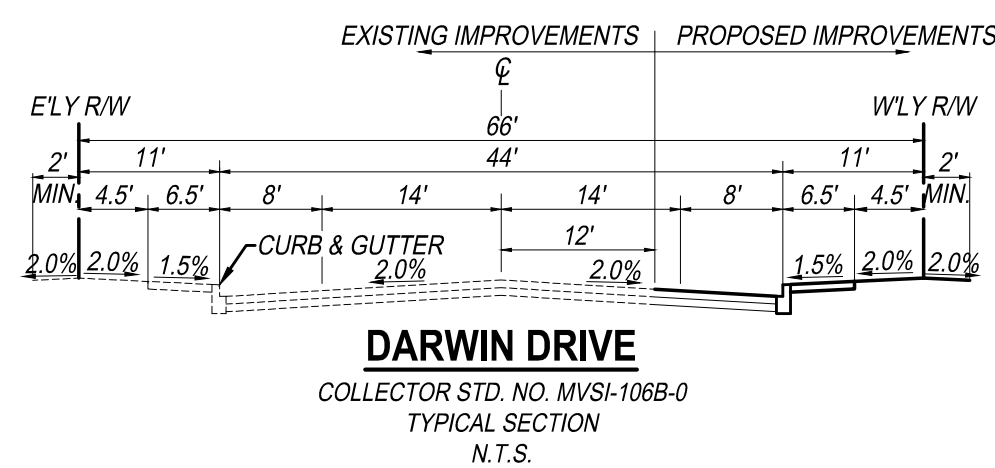 EXISTING IMPROVEMENTS PROPOSED IMPROVEMENTS
℄
E'LY R/W W'LY R/W
66'
2' 11' 44' 11' 2'
MIN. 4.5' 6.5' 8' 14' 14' 8' 6.5' 4.5' MIN.
12'
CURB & GUTTER
2.0% 2.0% 1.5% 2.0% 2.0% 1.5% 2.0% 2.0%
DARWIN DRIVE
COLLECTOR STD. NO. MVSI-106B-0
TYPICAL SECTION
N.T.S.